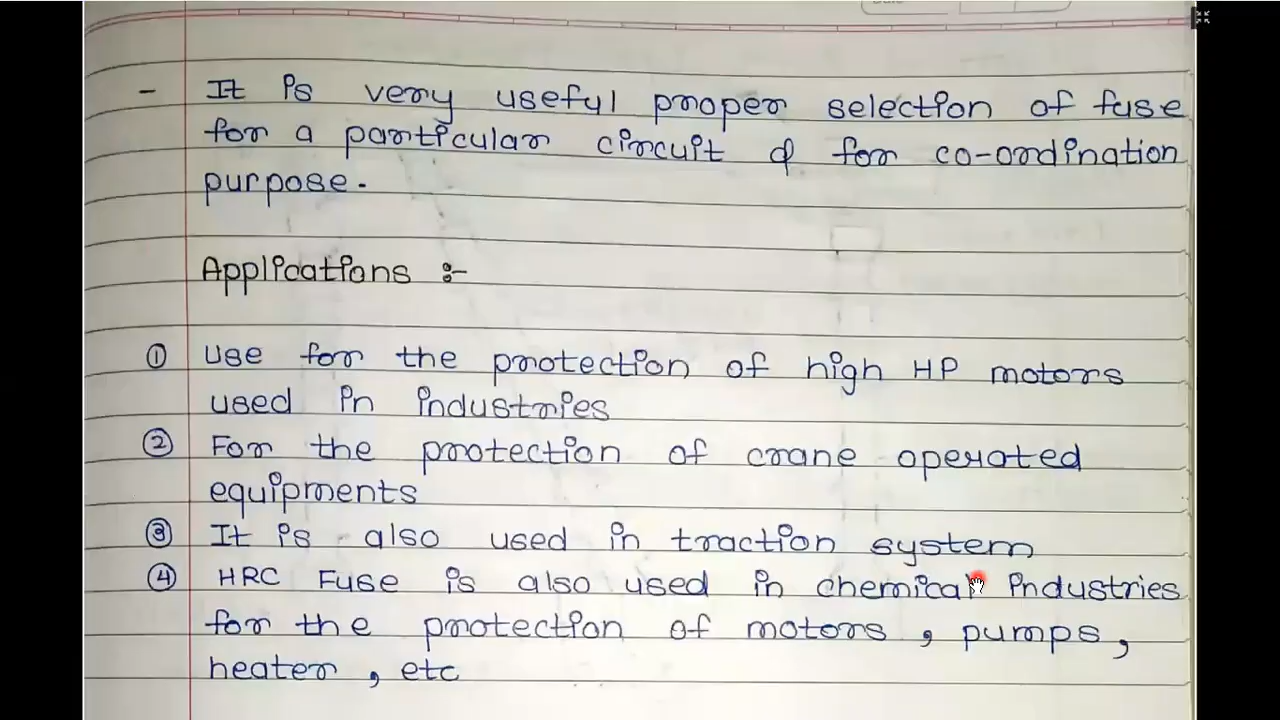 - It is very useful proper selection of fuse
for a particular circuit & for co-ordination
purpose.
Applications :-
① use for the protection of high HP motors
used in industries
② For the protection of crane operated
equipments
③ It is also used in traction system
④ HRC Fuse is also used in chemical industries
for the protection of motors, pumps,
heater, etc